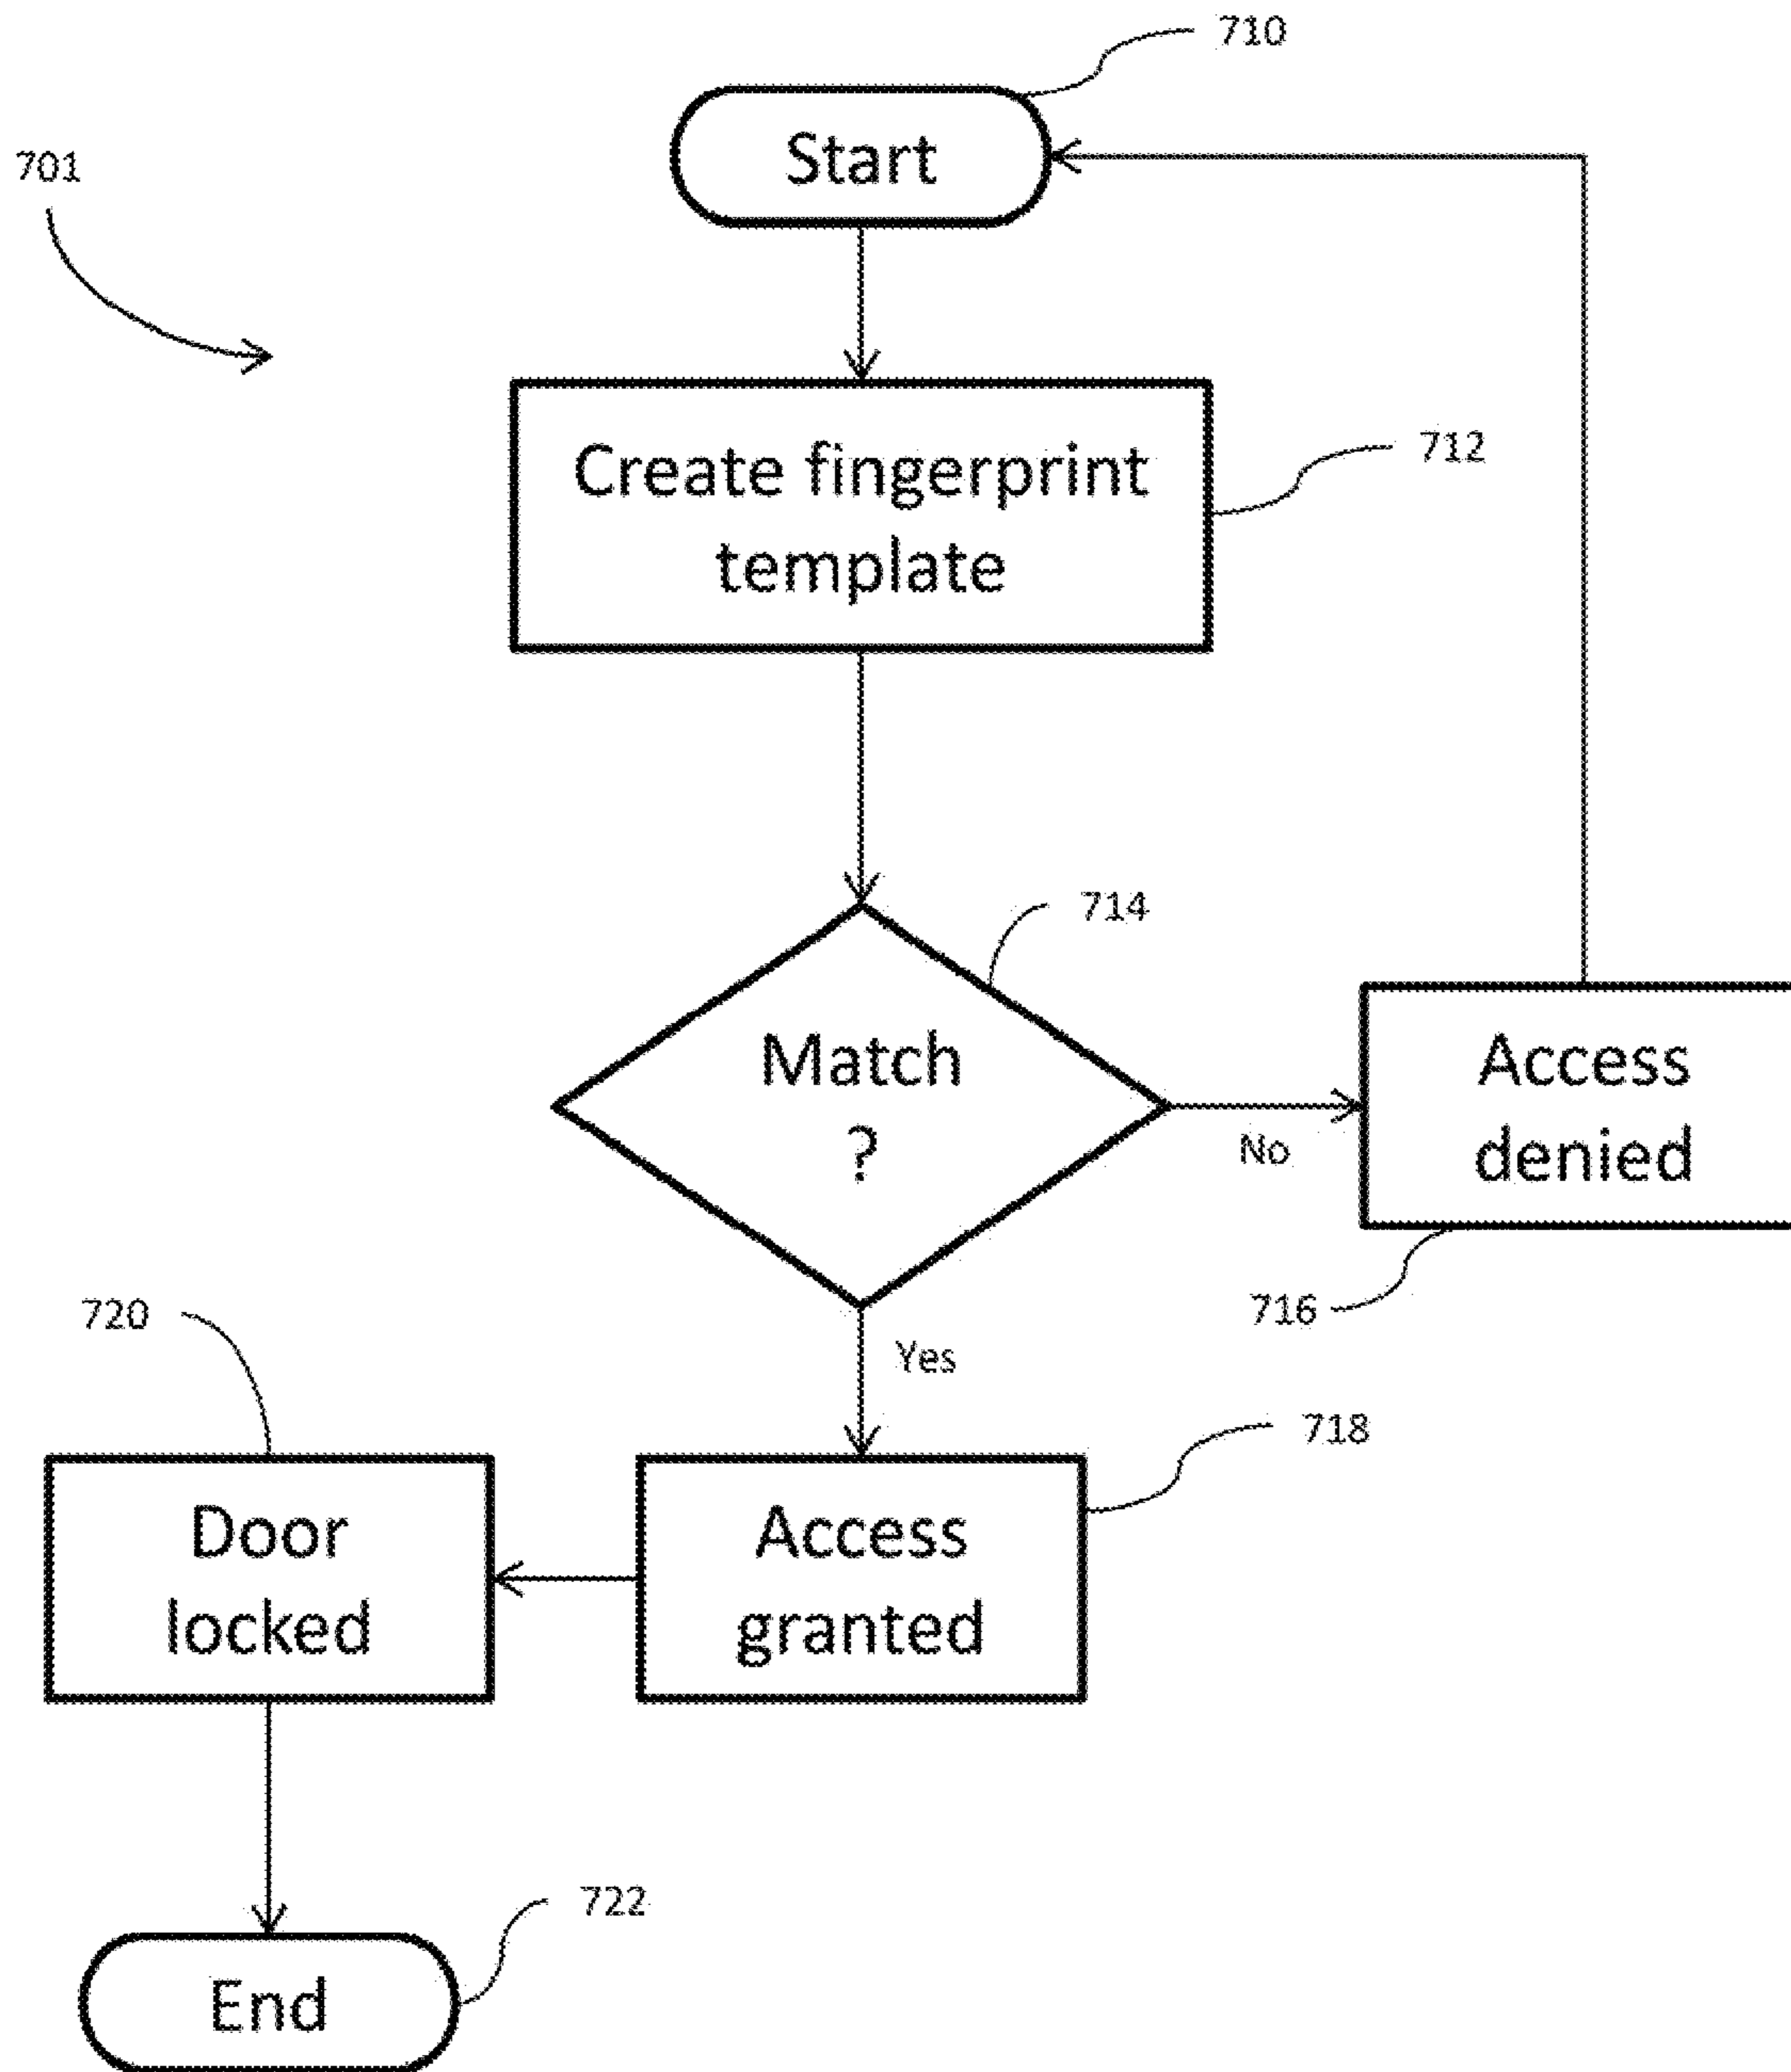 710
Start
701
Create fingerprint
template
712
714
Match
?
No
Access
denied
716
Yes
720
718
Door
locked
Access
granted
722
End